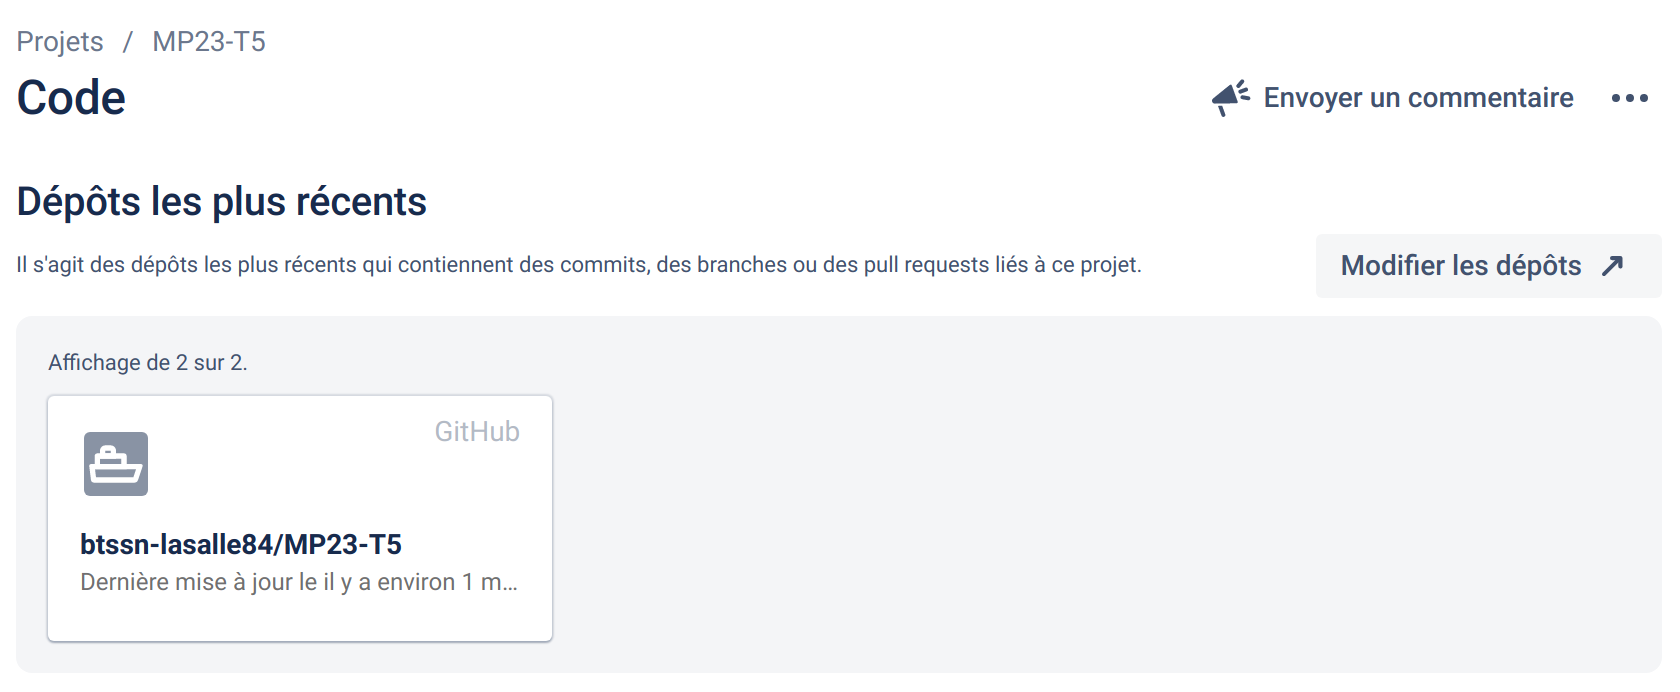 Projets / MP23-T5
Code
Envoyer un commentaire
Dépôts les plus récents
Il s'agit des dépôts les plus récents qui contiennent des commits, des branches ou des pull requests liés à ce projet.
Modifier les dépôts
Affichage de 2 sur 2.
GitHub
btssn-lasalle84/MP23-T5
Dernière mise à jour le il y a environ 1 m...